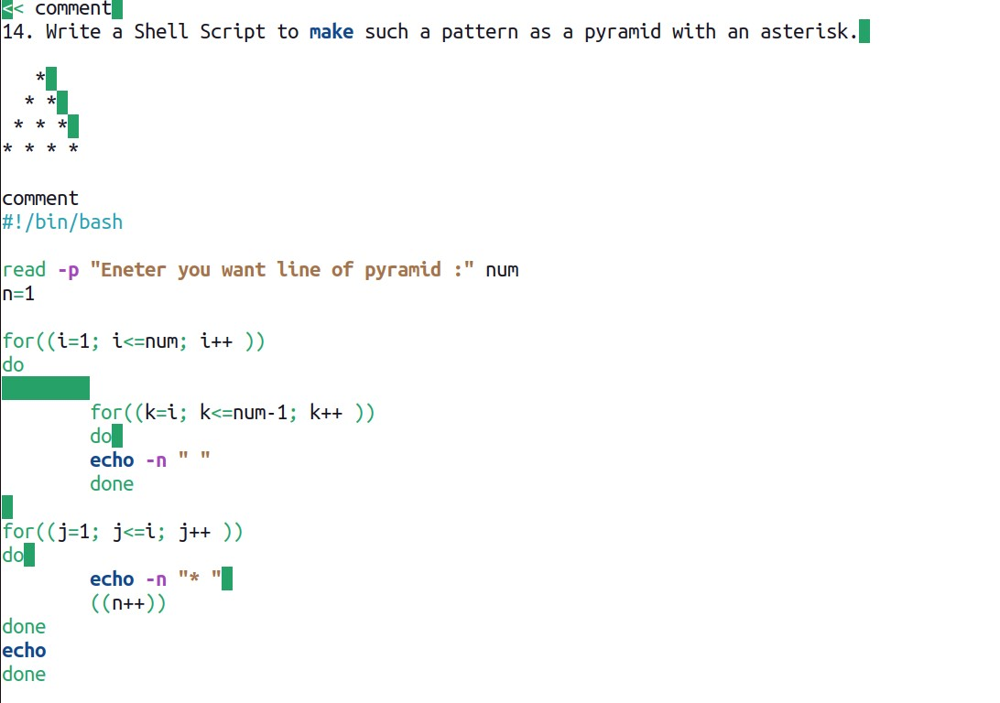 << comment
14. Write a Shell Script to make such a pattern as a pyramid with an asterisk.
   *
  * *
 * * *
* * * *
comment
#!/bin/bash
read -p "Eneter you want line of pyramid :" num
n=1
for((i=1; i<=num; i++ ))
do
        for((k=i; k<=num-1; k++ ))
        do
        echo -n " "
        done
for((j=1; j<=i; j++ ))
do
        echo -n "* "
        ((n++))
done
echo
done